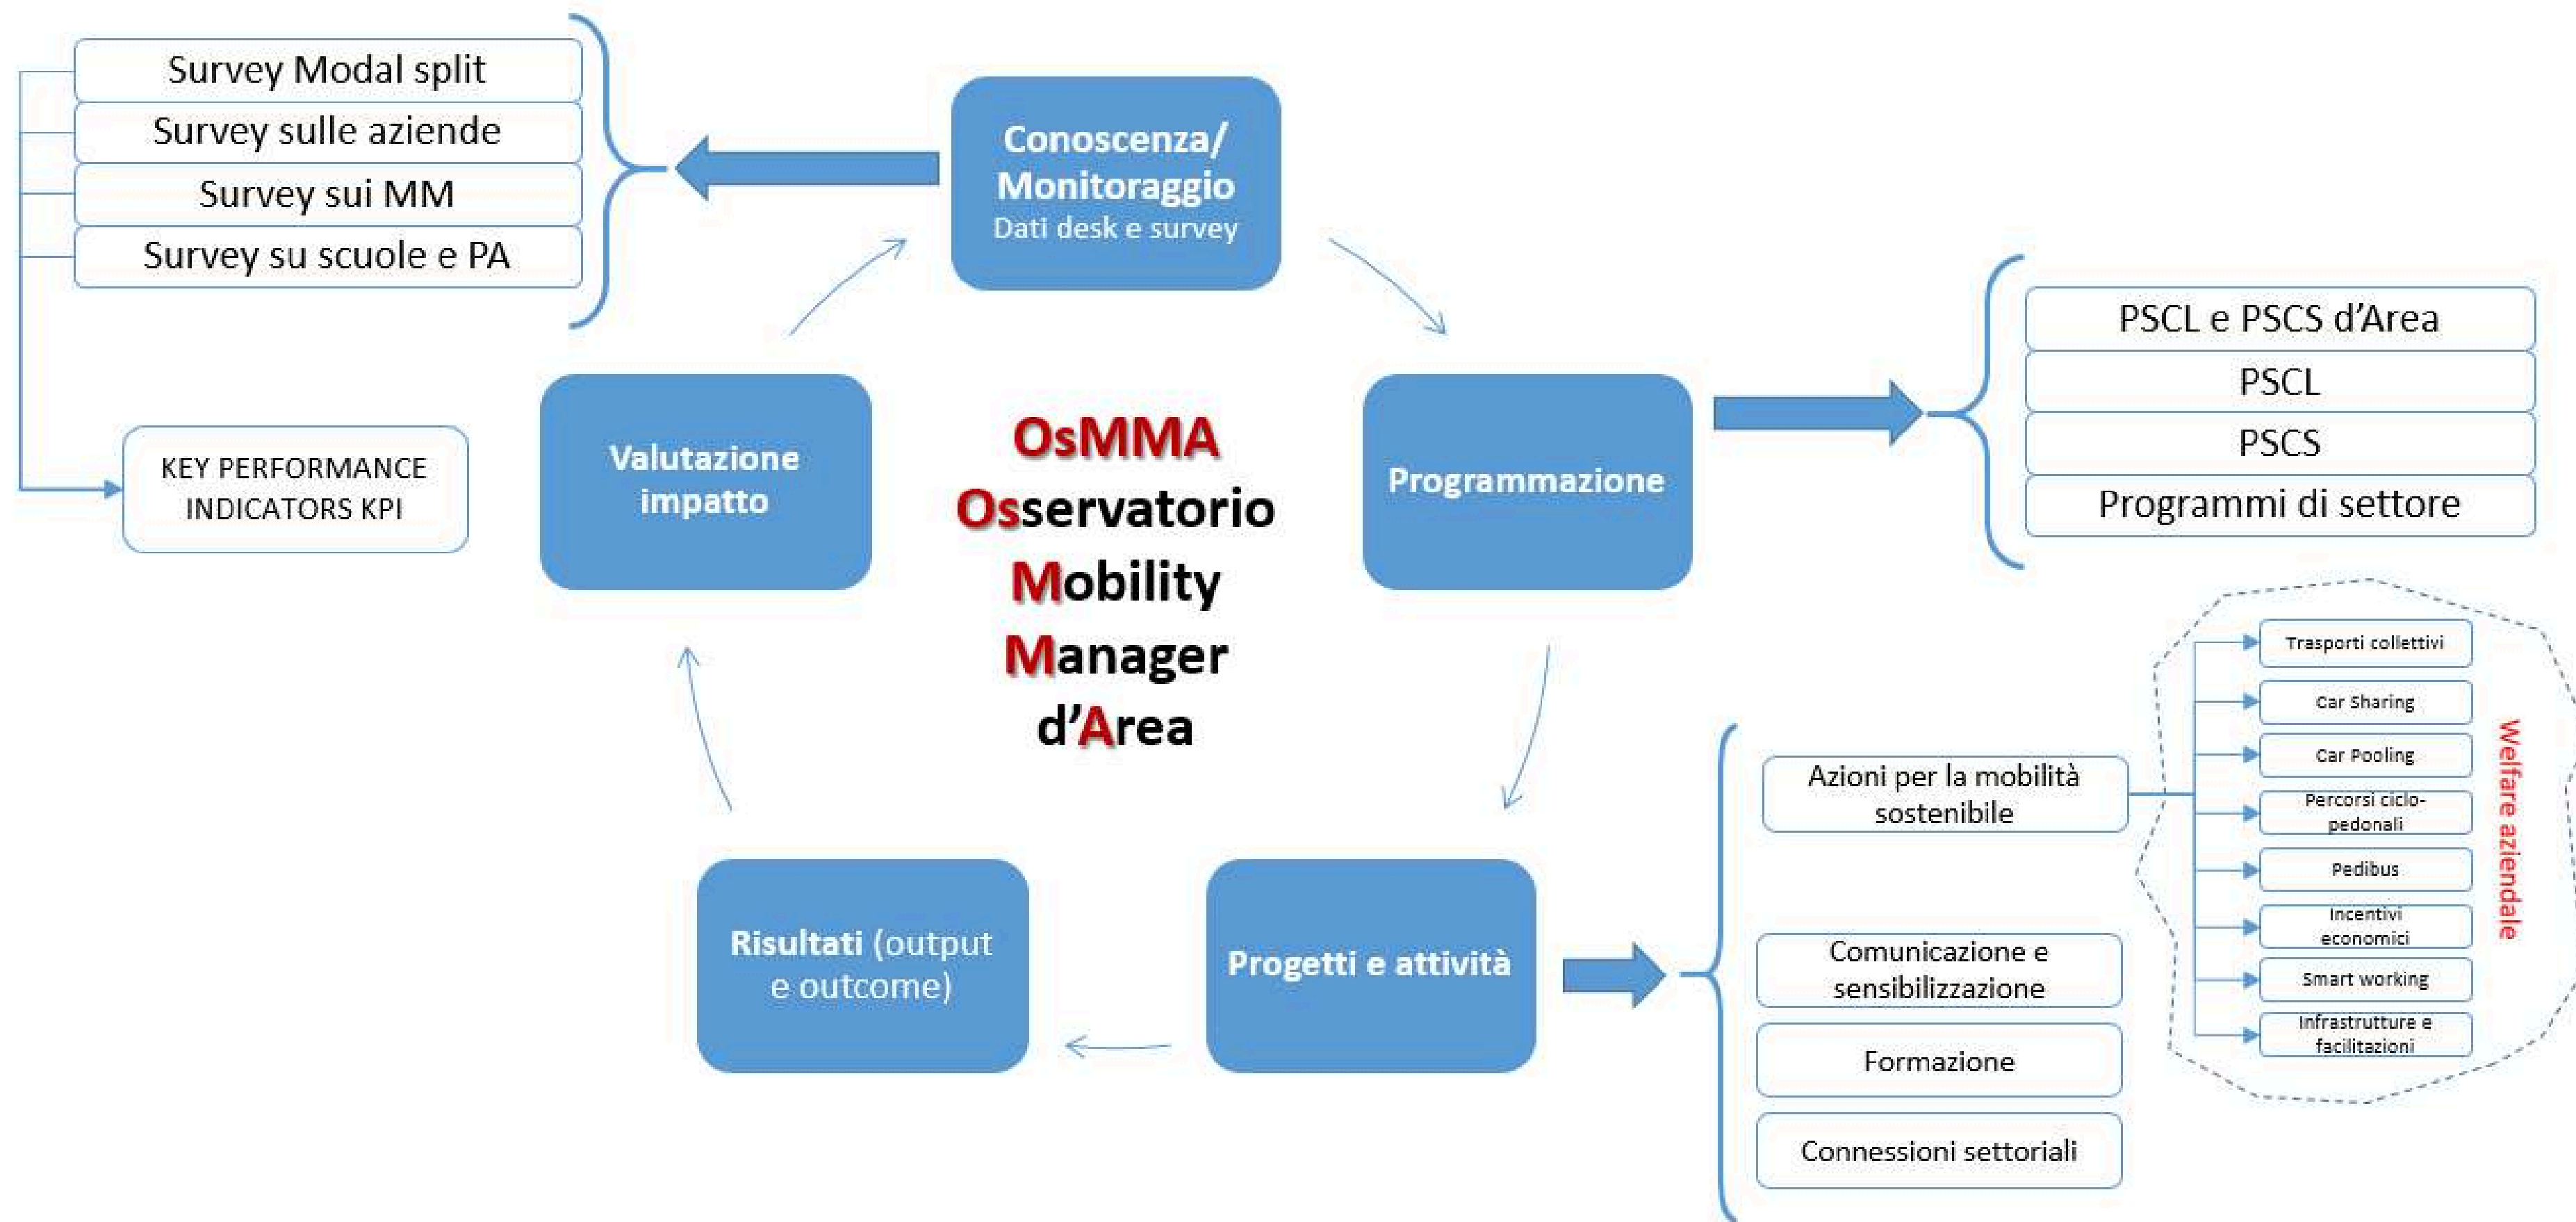 Survey Modal split
Survey sulle aziende
Survey sui MM
Survey su scuole e PA
KEY PERFORMANCE
INDICATORS KPI
Conoscenza/
Monitoraggio
Dati desk e survey
Valutazione
impatto
OsMMA
Osservatorio
Mobility
Manager
d’Area
Programmazione
PSCL e PSCS d’Area
PSCL
PSCS
Programmi di settore
Risultati (output
e outcome)
Progetti e attività
Azioni per la mobilità
sostenibile
Comunicazione e
sensibilizzazione
Formazione
Connessioni settoriali
Trasporti collettivi
Car Sharing
Car Pooling
Percorsi ciclo-
pedonali
Pedibus
Incentivi
economici
Smart working
Infrastrutture e
facilitazioni
Welfare aziendale